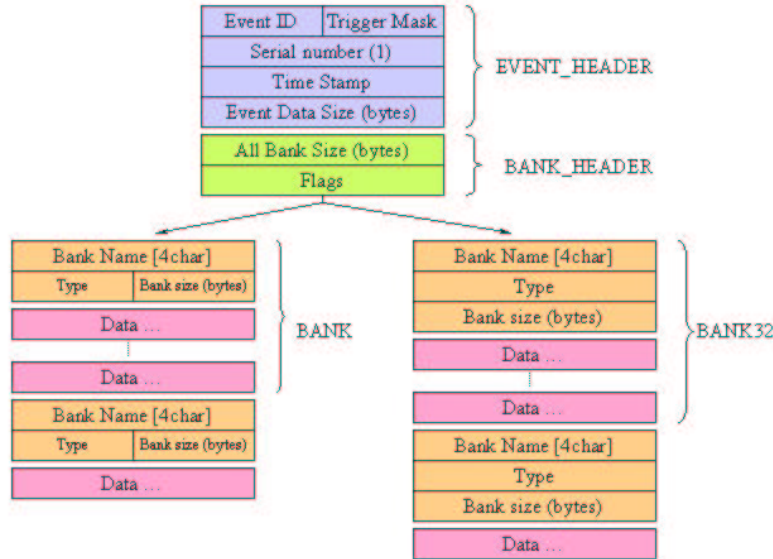 Event ID Trigger Mask
Serial number (1)
Time Stamp
Event Data Size (bytes)
EVENT_HEADER
All Bank Size (bytes)
Flags
BANK_HEADER
Bank Name [4char]
Type Bank size (bytes)
Data ...
Data ...
BANK
Bank Name [4char]
Type Bank size (bytes)
Data ...
Bank Name [4char]
Type
Bank size (bytes)
Data ...
Data ...
BANK32
Bank Name [4char]
Type
Bank size (bytes)
Data ...